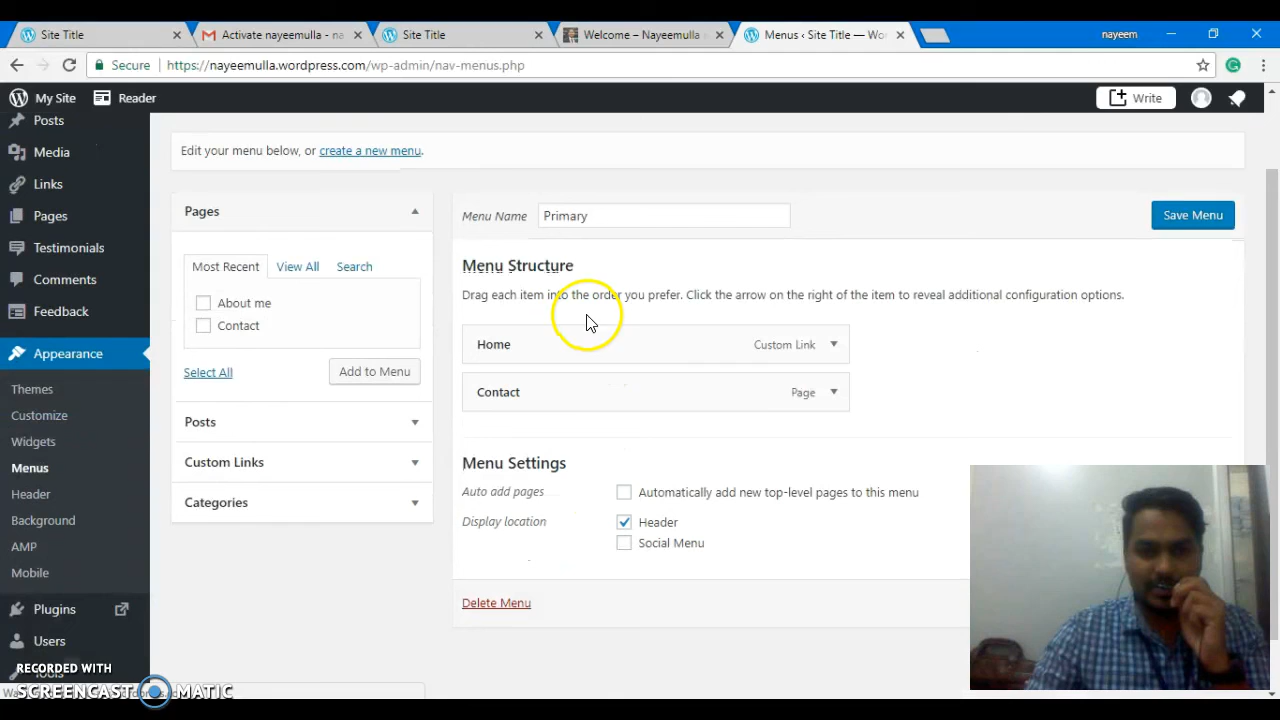 Site Title
Activate nayeemulla - na
Site Title
Welcome – Nayeemulla
Menus ‹ Site Title — Wo
nayeem
Secure
https://nayeemulla.wordpress.com/wp-admin/nav-menus.php
My Site
Reader
Write
Posts
Media
Links
Pages
Testimonials
Comments
Feedback
Appearance
Themes
Customize
Widgets
Menus
Header
Background
AMP
Mobile
Plugins
Users
Tools
Edit your menu below, or create a new menu.
Pages
Most Recent
View All
Search
About me
Contact
Select All
Add to Menu
Posts
Custom Links
Categories
Menu Name
Primary
Save Menu
Menu Structure
Drag each item into the order you prefer. Click the arrow on the right of the item to reveal additional configuration options.
Home
Custom Link
Contact
Page
Menu Settings
Auto add pages
Automatically add new top-level pages to this menu
Display location
Header
Social Menu
Delete Menu
RECORDED WITH
SCREENCAST MATIC